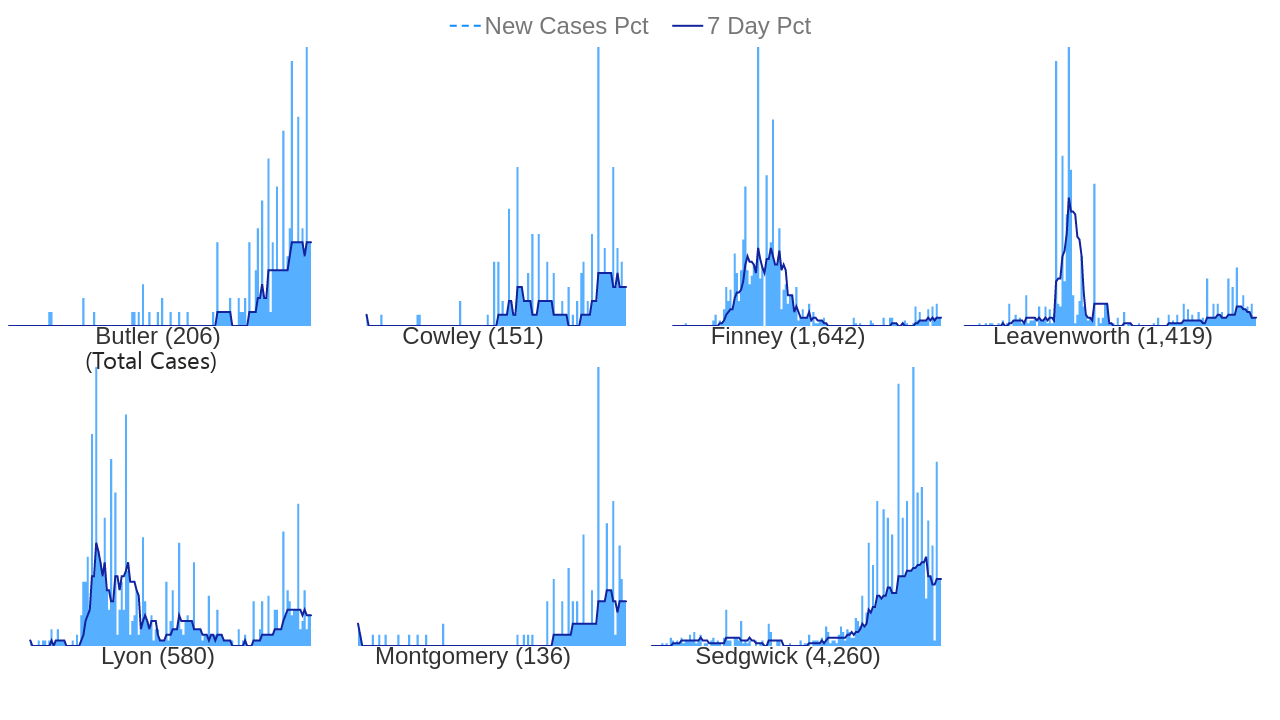 New Cases Pct 7 Day Pct
Butler (206)
(Total Cases)
Cowley (151)
Finney (1,642)
Leavenworth (1,419)
Lyon (580)
Montgomery (136)
Sedgwick (4,260)